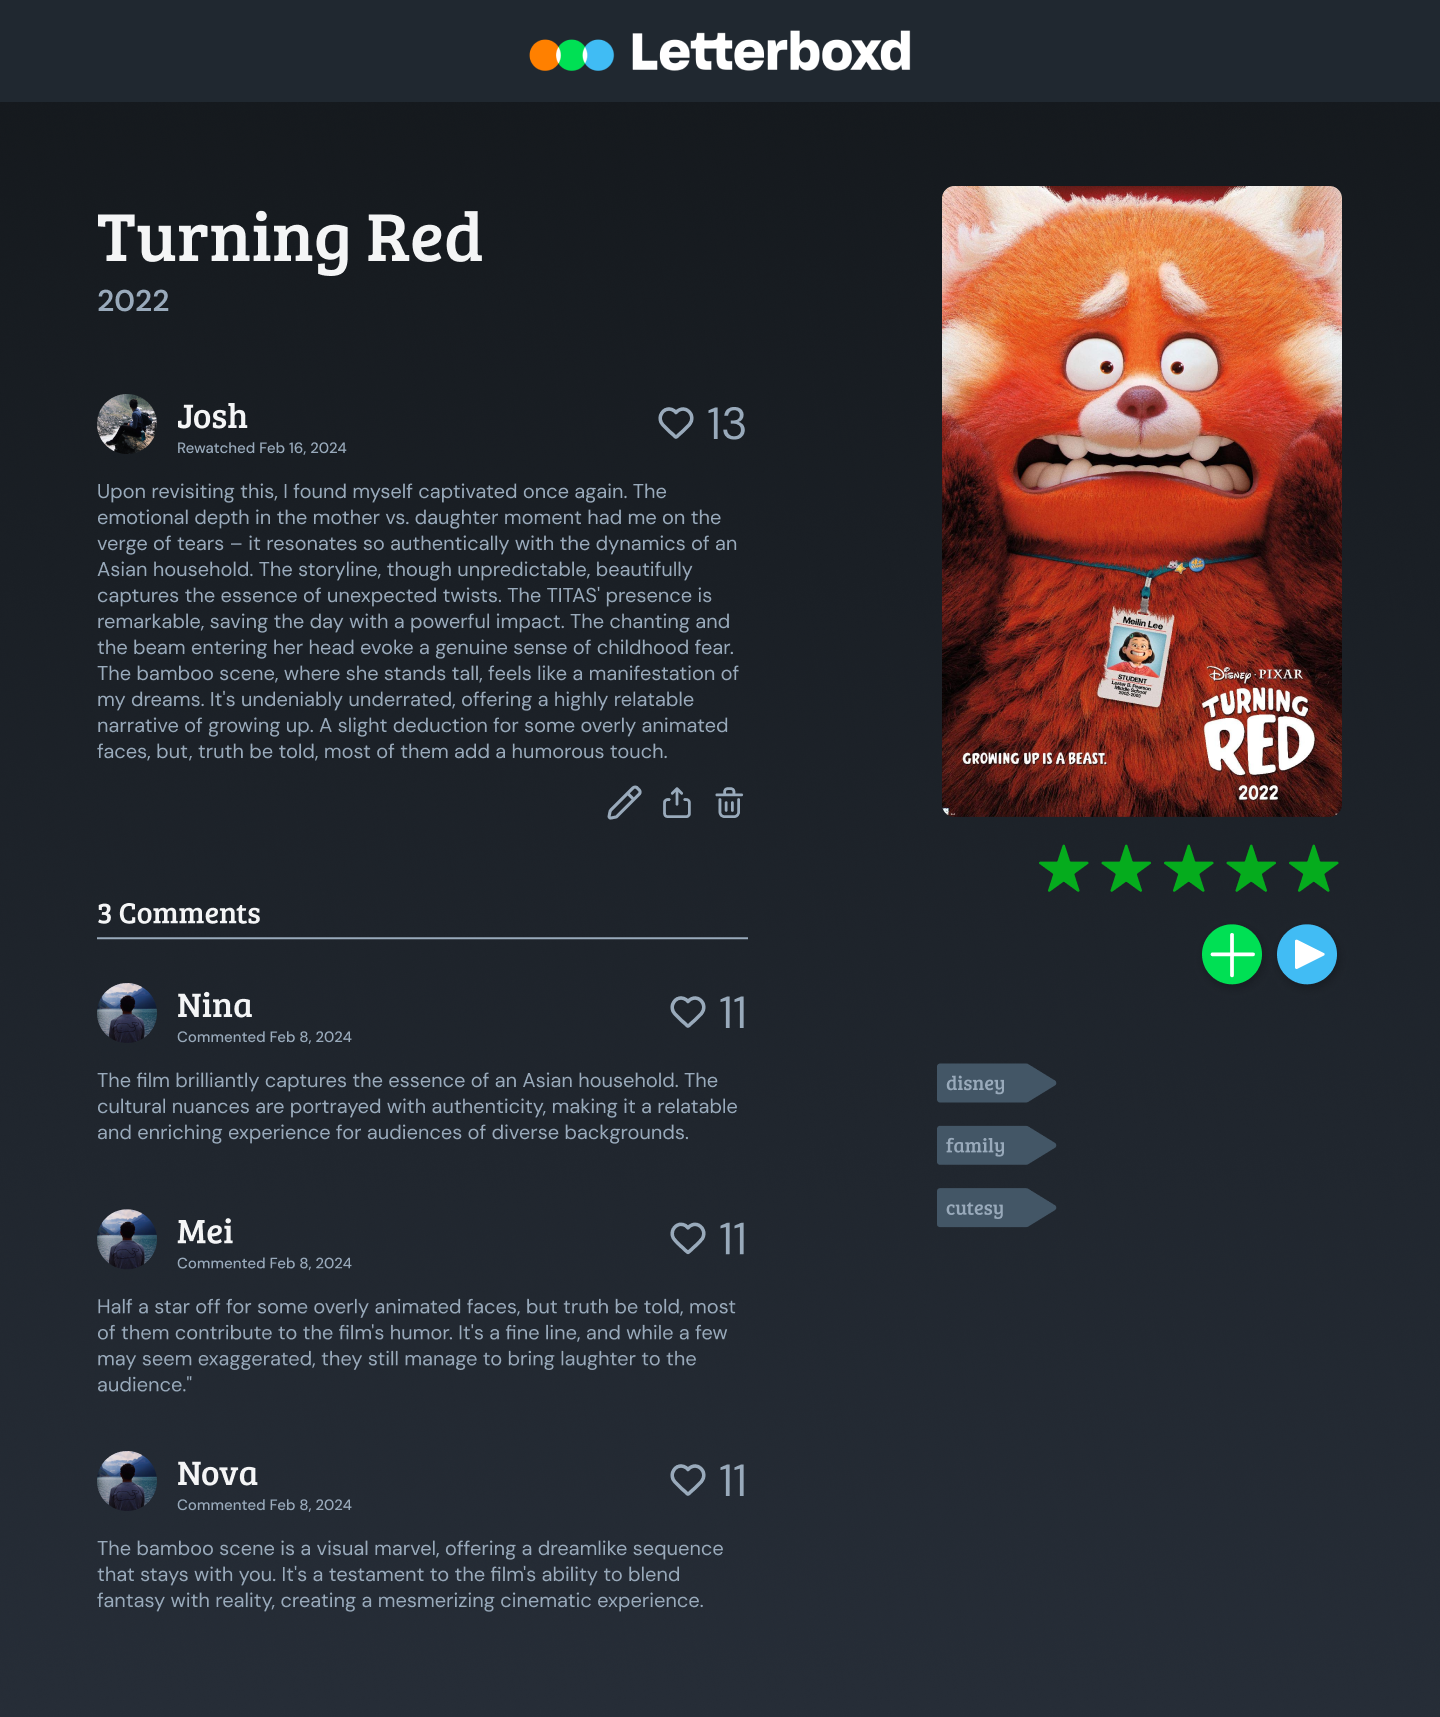 Letterboxd
Turning Red
2022
Josh
Rewatched Feb 16, 2024
13
Upon revisiting this, I found myself captivated once again. The
emotional depth in the mother vs. daughter moment had me on the
verge of tears – it resonates so authentically with the dynamics of an
Asian household. The storyline, though unpredictable, beautifully
captures the essence of unexpected twists. The TITAS' presence is
remarkable, saving the day with a powerful impact. The chanting and
the beam entering her head evoke a genuine sense of childhood fear.
The bamboo scene, where she stands tall, feels like a manifestation of
my dreams. It's undeniably underrated, offering a highly relatable
narrative of growing up. A slight deduction for some overly animated
faces, but, truth be told, most of them add a humorous touch.
3 Comments
Nina
Commented Feb 8, 2024
11
The film brilliantly captures the essence of an Asian household. The
cultural nuances are portrayed with authenticity, making it a relatable
and enriching experience for audiences of diverse backgrounds.
Mei
Commented Feb 8, 2024
11
Half a star off for some overly animated faces, but truth be told, most
of them contribute to the film's humor. It's a fine line, and while a few
may seem exaggerated, they still manage to bring laughter to the
audience."
Nova
Commented Feb 8, 2024
11
The bamboo scene is a visual marvel, offering a dreamlike sequence
that stays with you. It's a testament to the film's ability to blend
fantasy with reality, creating a mesmerizing cinematic experience.
Meilin Lee
STUDENT
Lester B. Pearson
Middle School
Disney · PIXAR
TURNING
RED
GROWING UP IS A BEAST.
2022
disney
family
cutesy